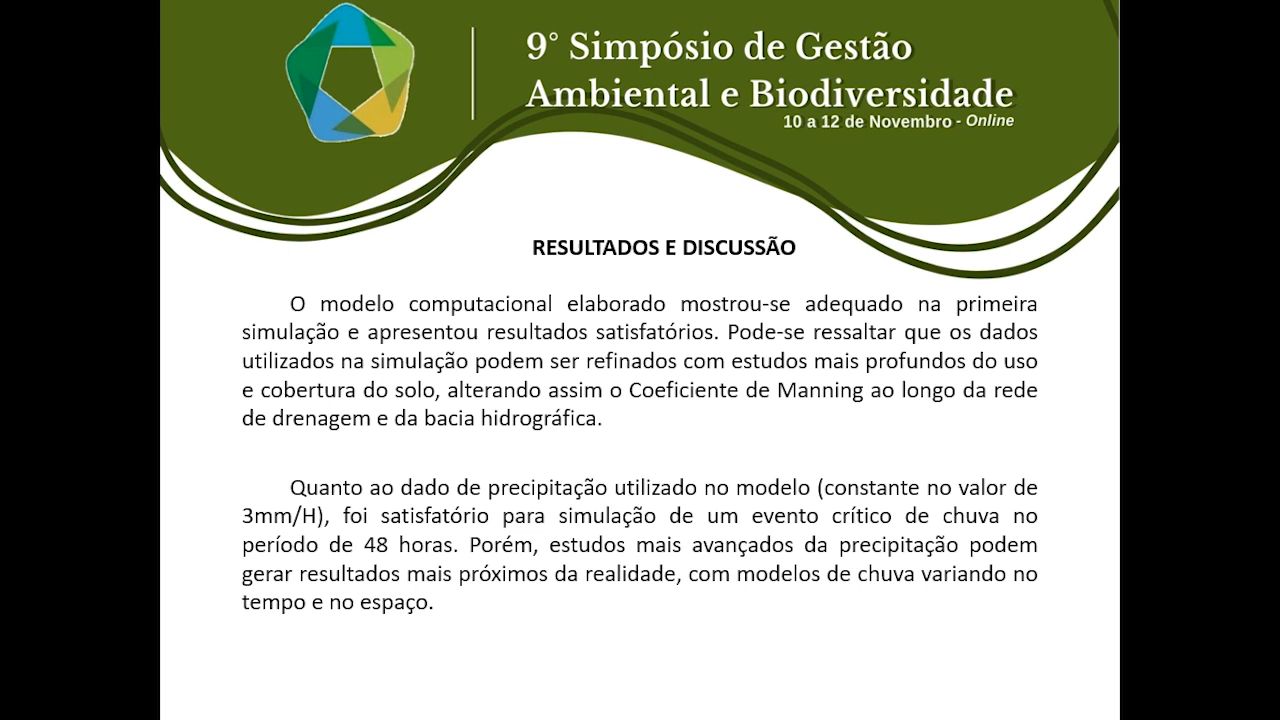 9° Simpósio de Gestão
Ambiental e Biodiversidade
10 a 12 de Novembro - Online
RESULTADOS E DISCUSSÃO
O modelo computacional elaborado mostrou-se adequado na primeira
simulação e apresentou resultados satisfatórios. Pode-se ressaltar que os dados
utilizados na simulação podem ser refinados com estudos mais profundos do uso
e cobertura do solo, alterando assim o Coeficiente de Manning ao longo da rede
de drenagem e da bacia hidrográfica.
Quanto ao dado de precipitação utilizado no modelo (constante no valor de
3mm/H), foi satisfatório para simulação de um evento crítico de chuva no
período de 48 horas. Porém, estudos mais avançados da precipitação podem
gerar resultados mais próximos da realidade, com modelos de chuva variando no
tempo e no espaço.